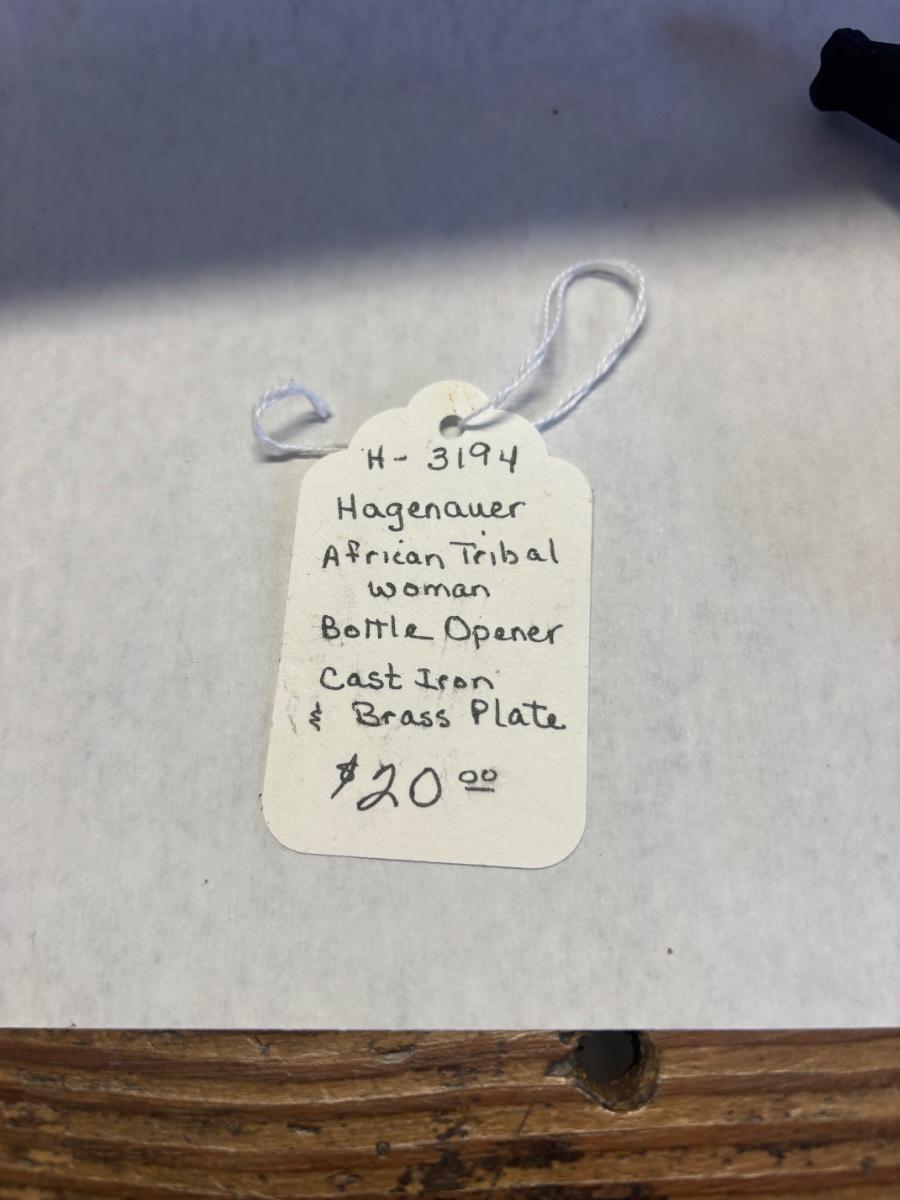 H- 3194
Hagenauer
African Tribal
woman
Bottle Opener
Cast Iron
& Brass Plate
$20.00